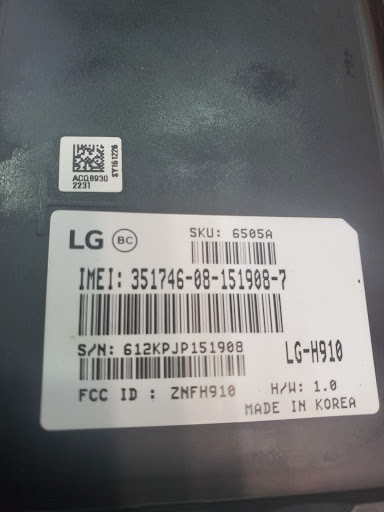 ACQ8930
2231
SY161226
LG BC SKU: 6505A
IMEI: 351746-08-151908-7
S/N: 612KPJP151908 LG-H910
FCC ID : ZNFH910 H/W: 1.0
MADE IN KOREA